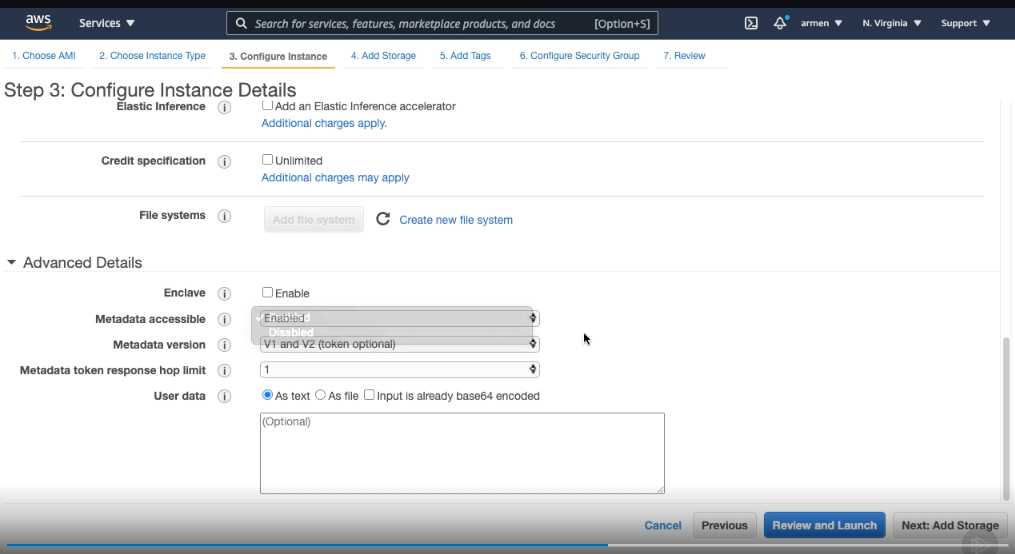 aws Services ▼ Search for services, features, marketplace products, and docs [Option+S] armen ▼ N. Virginia ▼ Support ▼
1. Choose AMI 2. Choose Instance Type 3. Configure Instance 4. Add Storage 5. Add Tags 6. Configure Security Group 7. Review
Step 3: Configure Instance Details
Elastic Inference i Add an Elastic Inference accelerator
Additional charges apply.
Credit specification i Unlimited
Additional charges may apply
File systems i Add file system Create new file system
Advanced Details
Enclave i Enable
Metadata accessible i Enabled
Disabled
Metadata version i V1 and V2 (token optional)
Metadata token response hop limit i 1
User data i As text As file Input is already base64 encoded
(Optional)
Cancel Previous Review and Launch Next: Add Storage